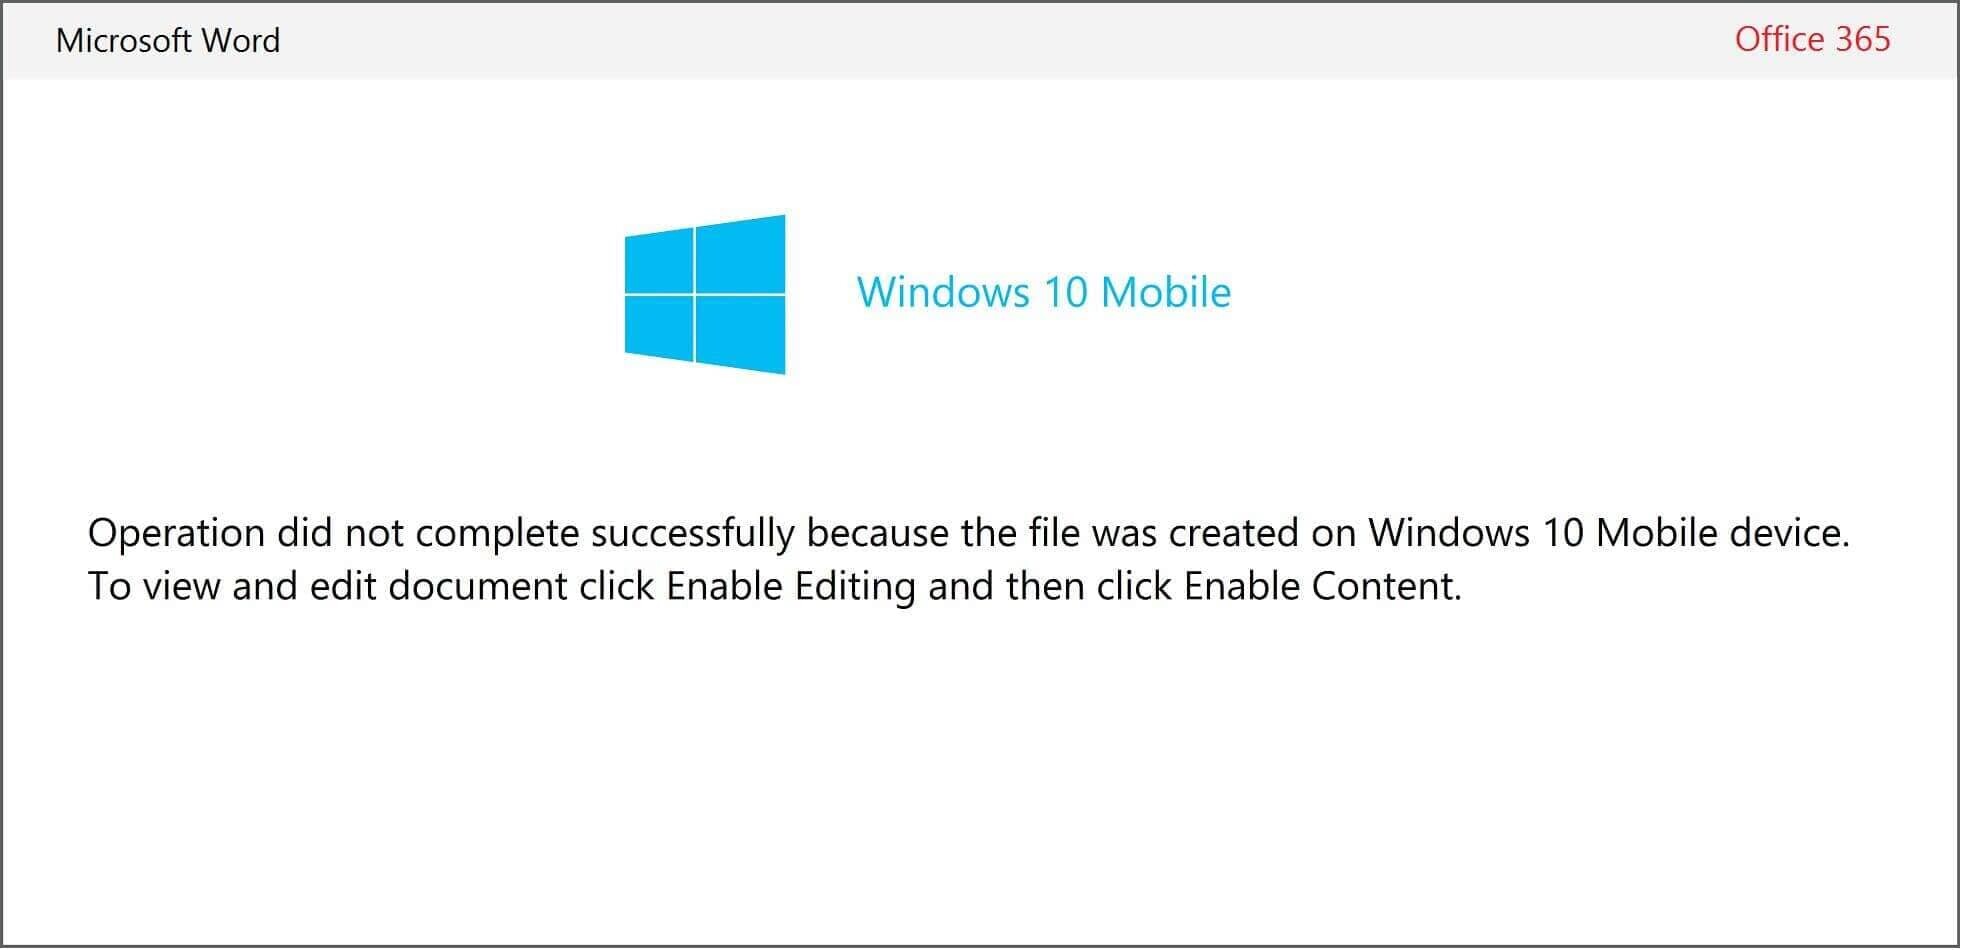 Microsoft Word
Office 365
Windows 10 Mobile
Operation did not complete successfully because the file was created on Windows 10 Mobile device.
To view and edit document click Enable Editing and then click Enable Content.